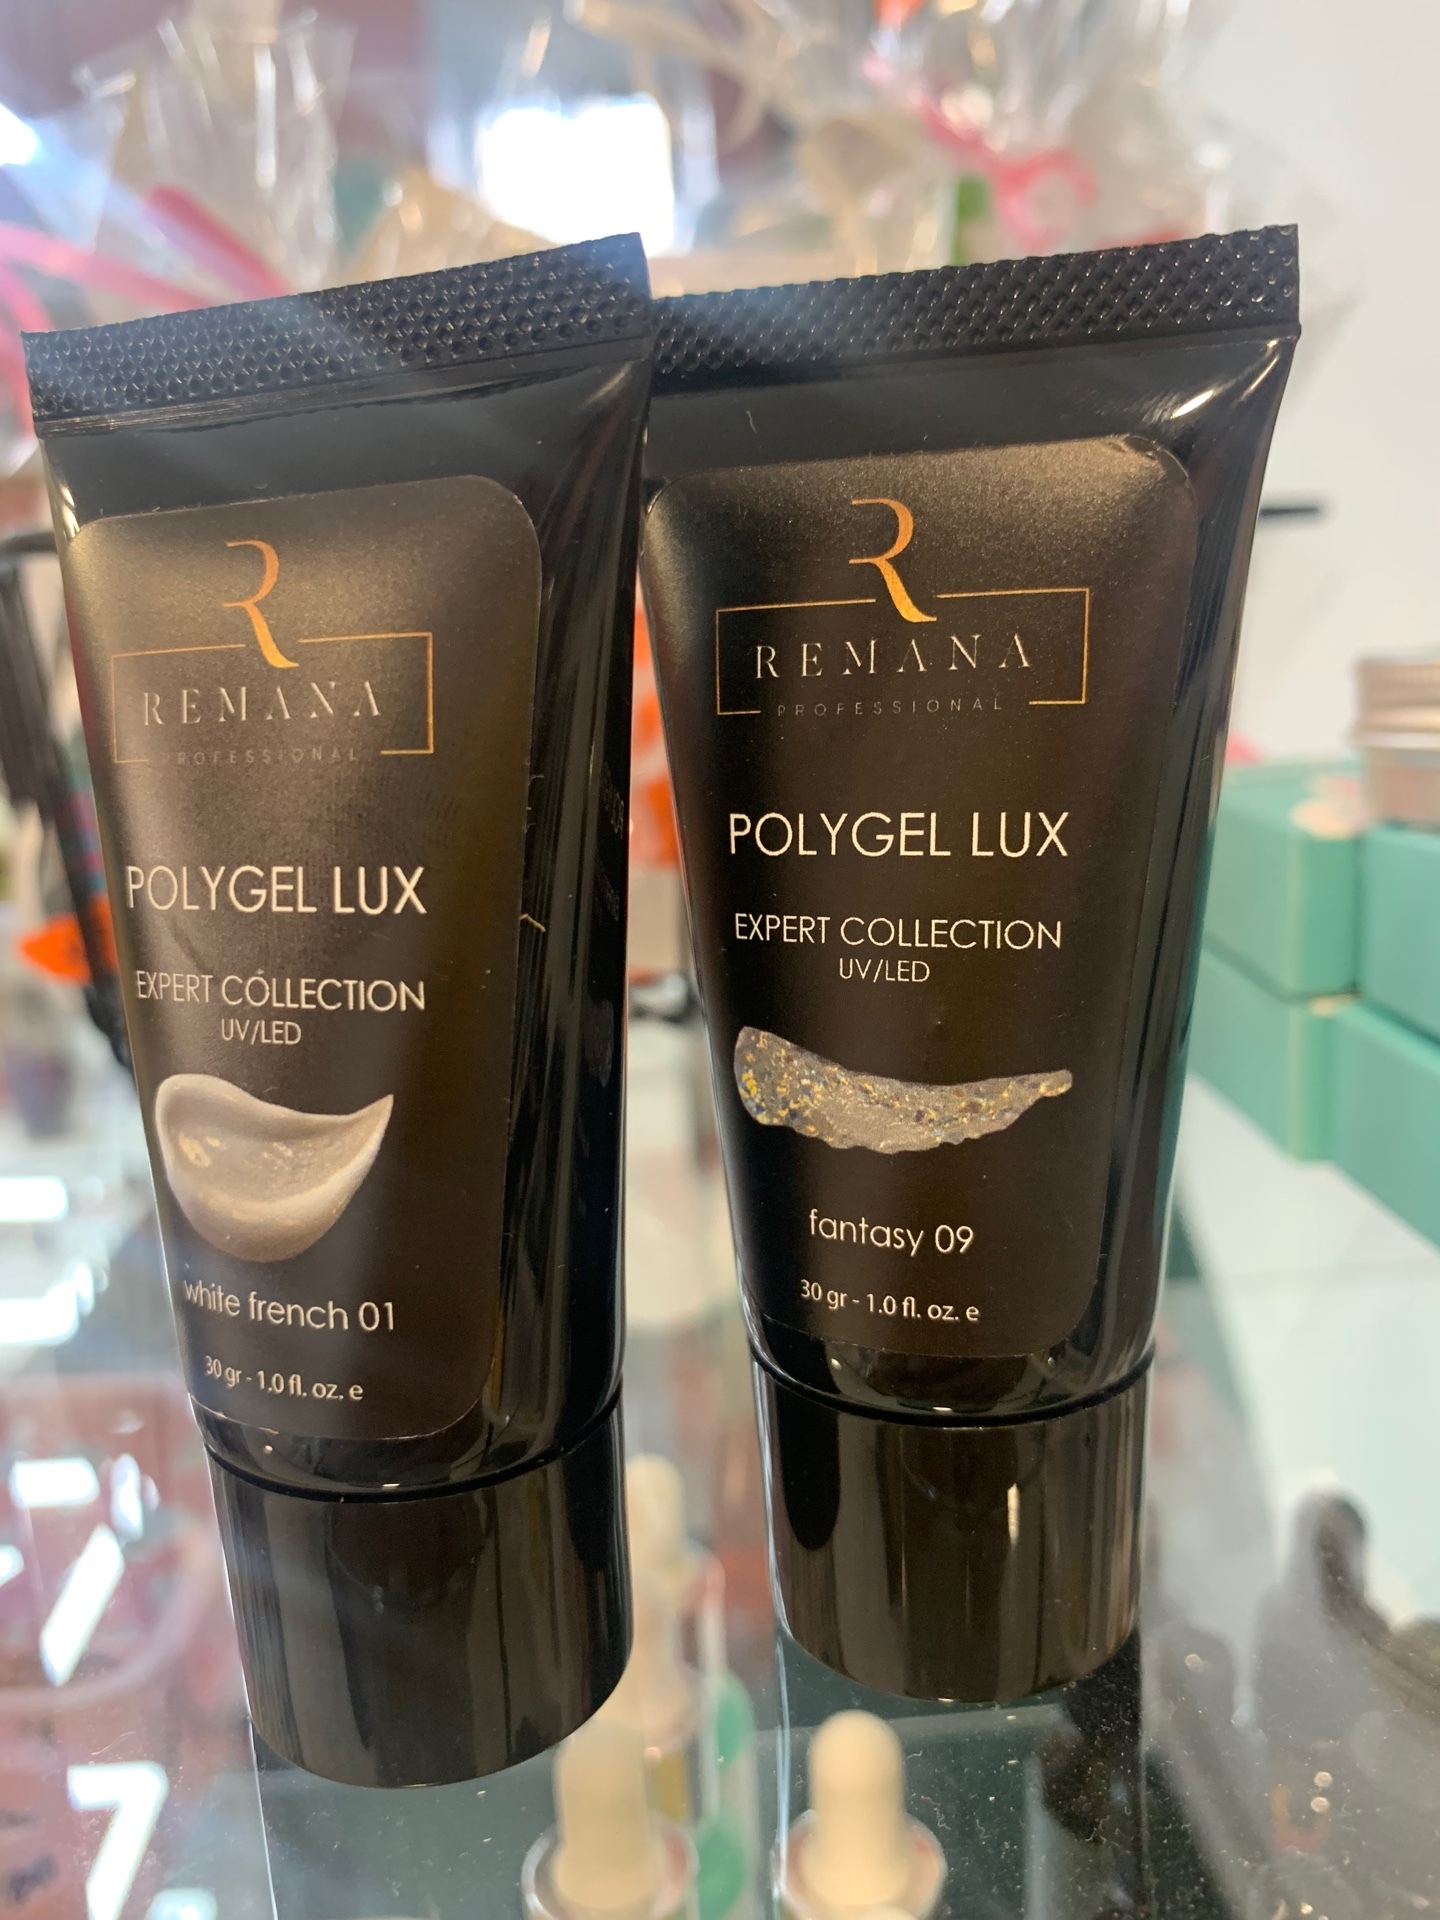 R
REMANA
PROFESSIONAL
POLYGEL LUX
EXPERT COLLECTION
UV/LED
white french 01
30 gr - 1.0 fl. oz. e
R
REMANA
PROFESSIONAL
POLYGEL LUX
EXPERT COLLECTION
UV/LED
fantasy 09
30 gr - 1.0 fl. oz. e